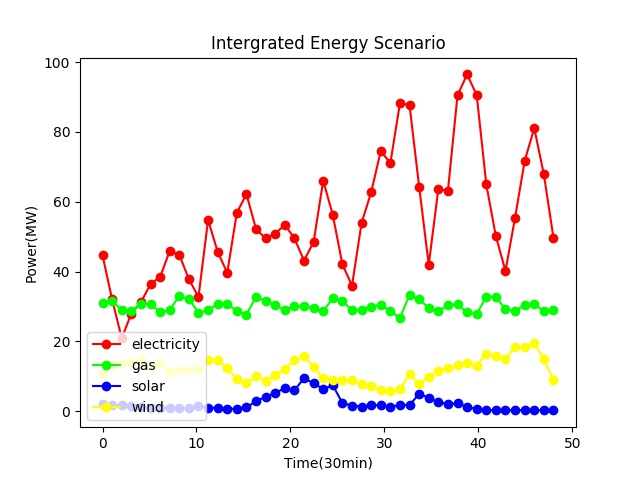 Intergrated Energy Scenario
Power(MW)
100
80
60
40
20
0
electricity
gas
solar
wind
0 10 20 30 40 50
Time(30min)